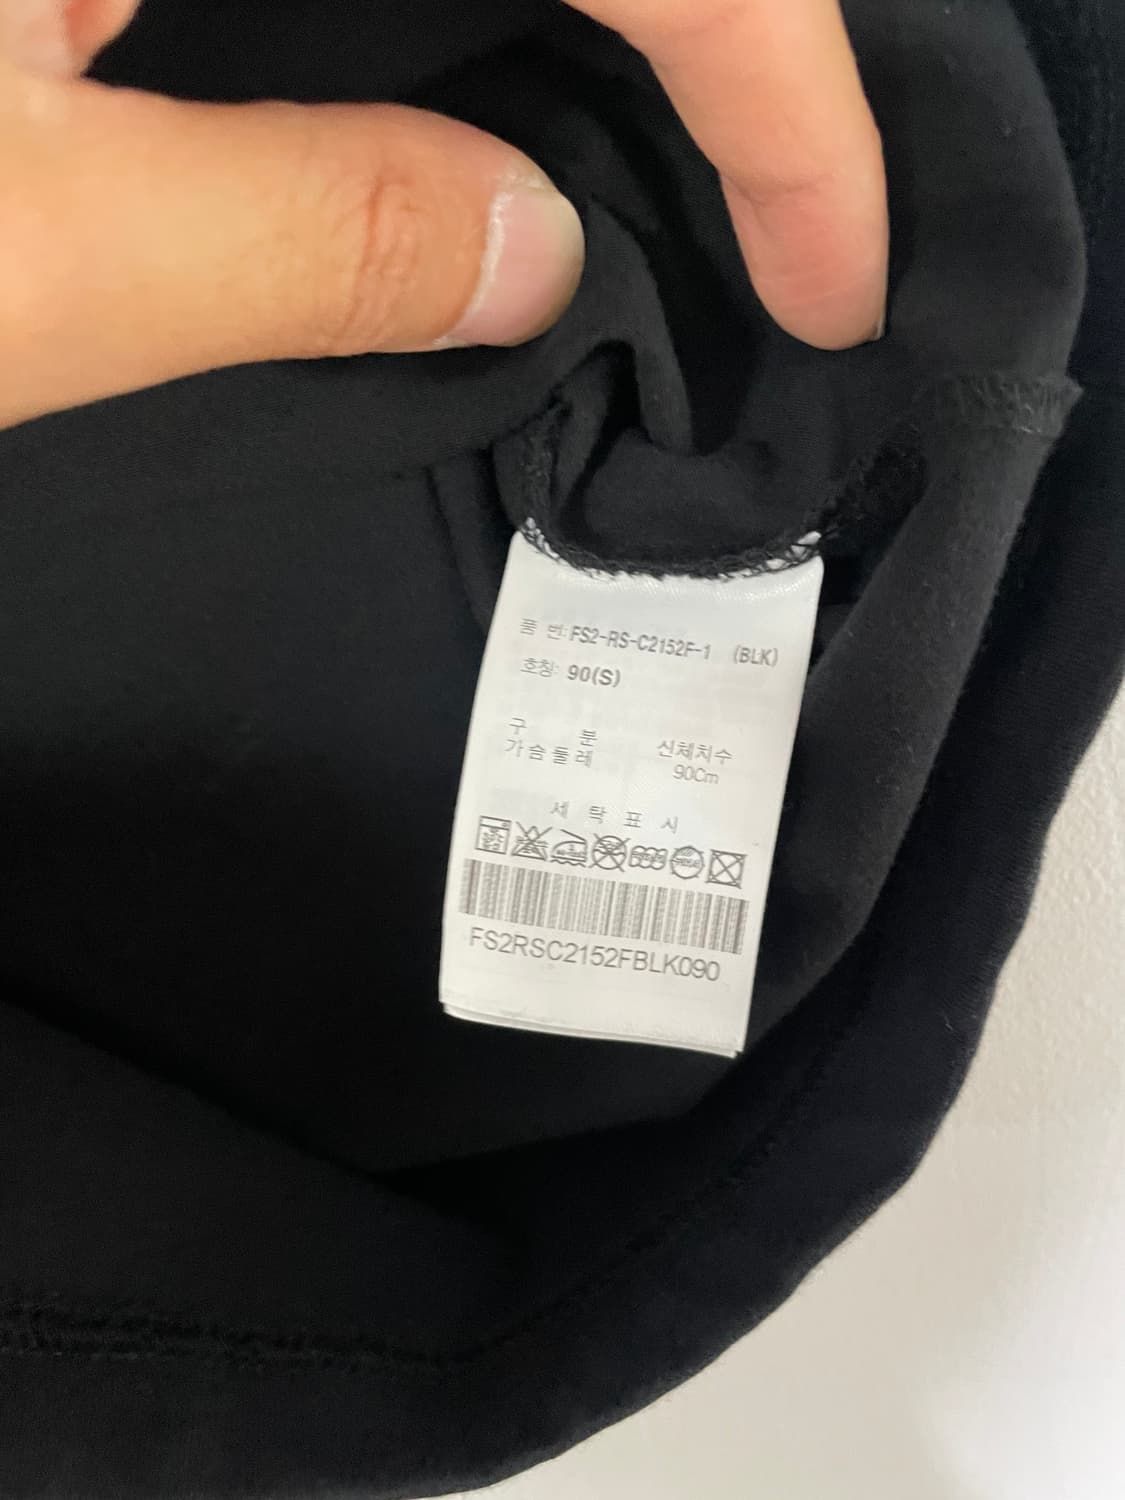 품 번: FS2-RS-C2152F-1 (BLK)
호칭: 90(S)
구 분 신체치수
가슴둘레 90Cm
세 탁 표 시
FS2RSC2152FBLK090